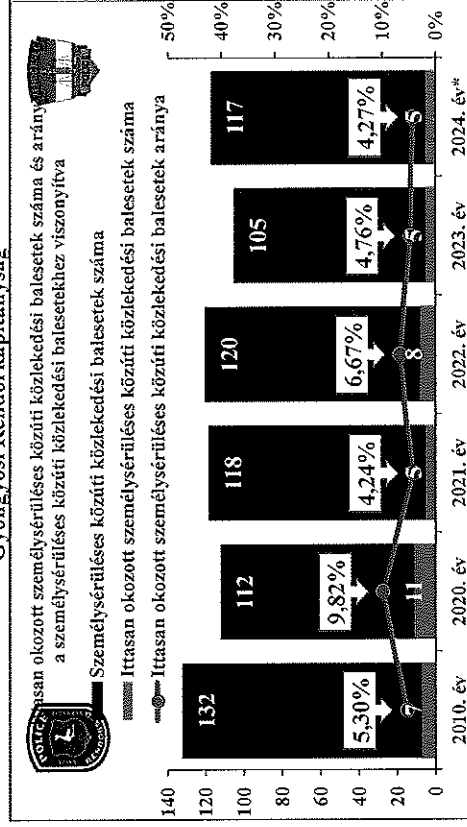 Gyöngyösi Rendőrkapitányság
Ittasan okozott személysérüléses közúti közlekedési balesetek száma és aránya
a személysérüléses közúti közlekedési balesetekhez viszonyítva
POLICE
Személysérüléses közúti közlekedési balesetek száma
Ittasan okozott személysérüléses közúti közlekedési balesetek száma
Ittasan okozott személysérüléses közúti közlekedési balesetek aránya
140
120
100
80
60
40
20
0
50%
40%
30%
20%
10%
0%
132
112
118
120
105
117
5,30%
9,82%
4,24%
6,67%
4,76%
4,27%
7
11
5
8
5
5
2010. év
2020. év
2021. év
2022. év
2023. év
2024. év*